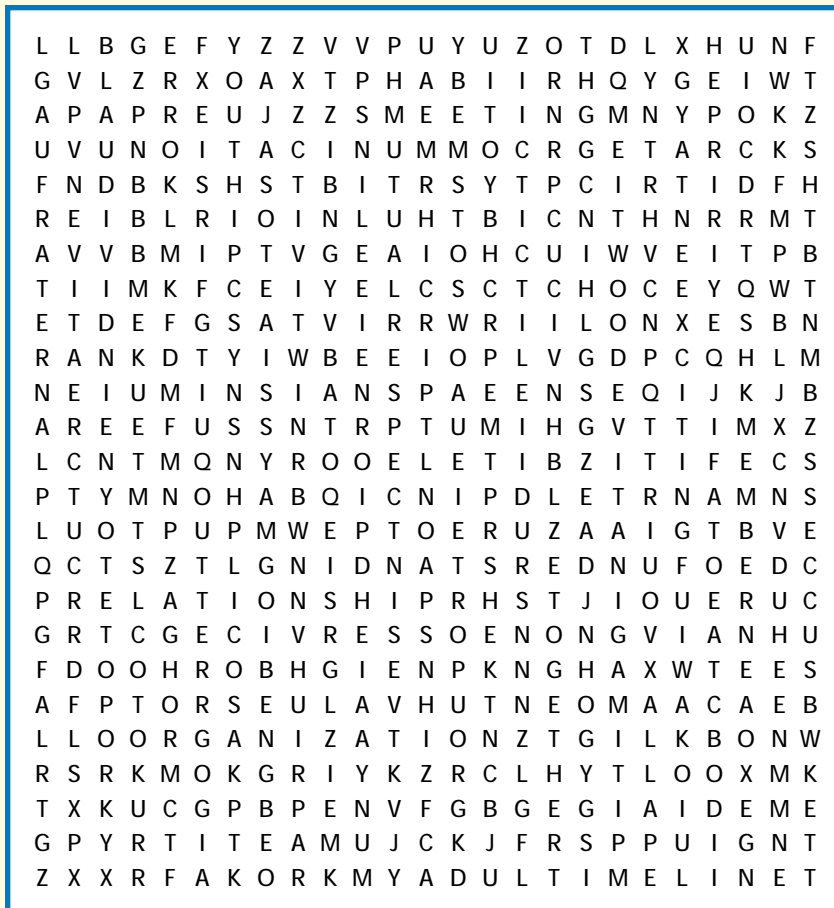 L L B G E F Y Z Z V V P U Y U Z O T D L X H U N F
G V L Z R X O A X T P H A B I I R H Q Y G E I W T
A P A P R E U J Z Z S M E E T I N G M N Y P O K Z
U V U N O I T A C I N U M M O C R G E T A R C K S
F N D B K S H S T B I T R S Y T P C I R T I D F H
R E I B L R I O I N L U H T B I C N T H N R R M T
A V V B M I P T V G E A I O H C U I W V E I T P B
T I I M K F C E I Y E L C S C T C H O C E Y Q W T
E T D E F G S A T V I R R W R I I L O N X E S B N
R A N K D T Y I W B E E I O P L V G D P C Q H L M
N E I U M I N S I A N S P A E E N S E Q I J K J B
A R E E F U S S N T R P T U M I H G V T T I M X Z
L C N T M Q N Y R O O E L E T I B Z I T I F E C S
P T Y M N O H A B Q I C N I P D L E T R N A M N S
L U O T P U P M W E P T O E R U Z A A I G T B V E
Q C T S Z T L G N I D N A T S R E D N U F O E D C
P R E L A T I O N S H I P R H S T J I O U E R U C
G R T C G E C I V R E S S O E N O N G V I A N H U
F D O O H R O B H G I E N P K N G H A X W T E E S
A F P T O R S E U L A V H U T N E O M A A C A E B
L L O O R G A N I Z A T I O N Z T G I L K B O N W
R S R K M O K G R I Y K Z R C L H Y T L O O X M K
T X K U C G P B P E N V F G B G E G I A I D E M E
G P Y R T I T E A M U J C K J F R S P P U I G N T
Z X X R F A K O R K M Y A D U L T I M E L I N E T